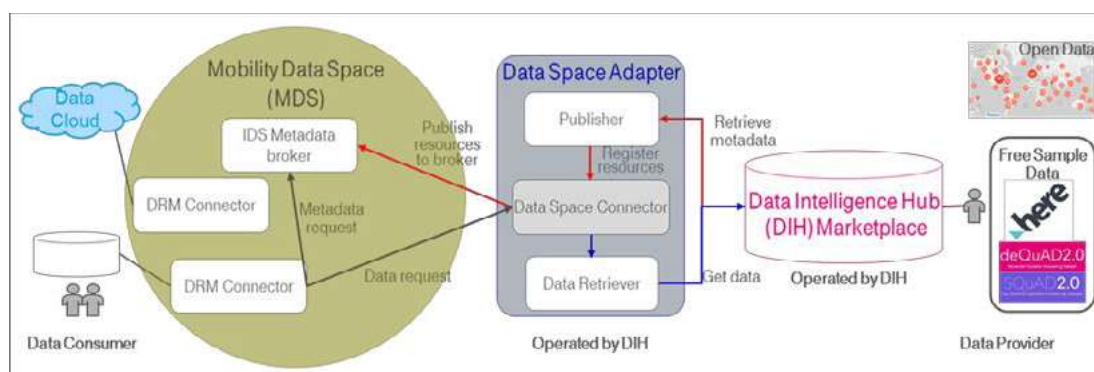 Data
Cloud
Mobility Data Space
(MDS)
IDS Metadata
broker
DRM Connector
DRM Connector
Metadata
request
Publish
resources
to broker
Data request
Data Consumer
Data Space Adapter
Publisher
Register
resources
Data Space Connector
Data Retriever
Operated by DIH
Retrieve
metadata
Get data
Data Intelligence Hub
(DIH) Marketplace
Operated by DIH
Open Data
Free Sample
Data
here
deQuAD2.0
SQuAD2.0
Data Provider